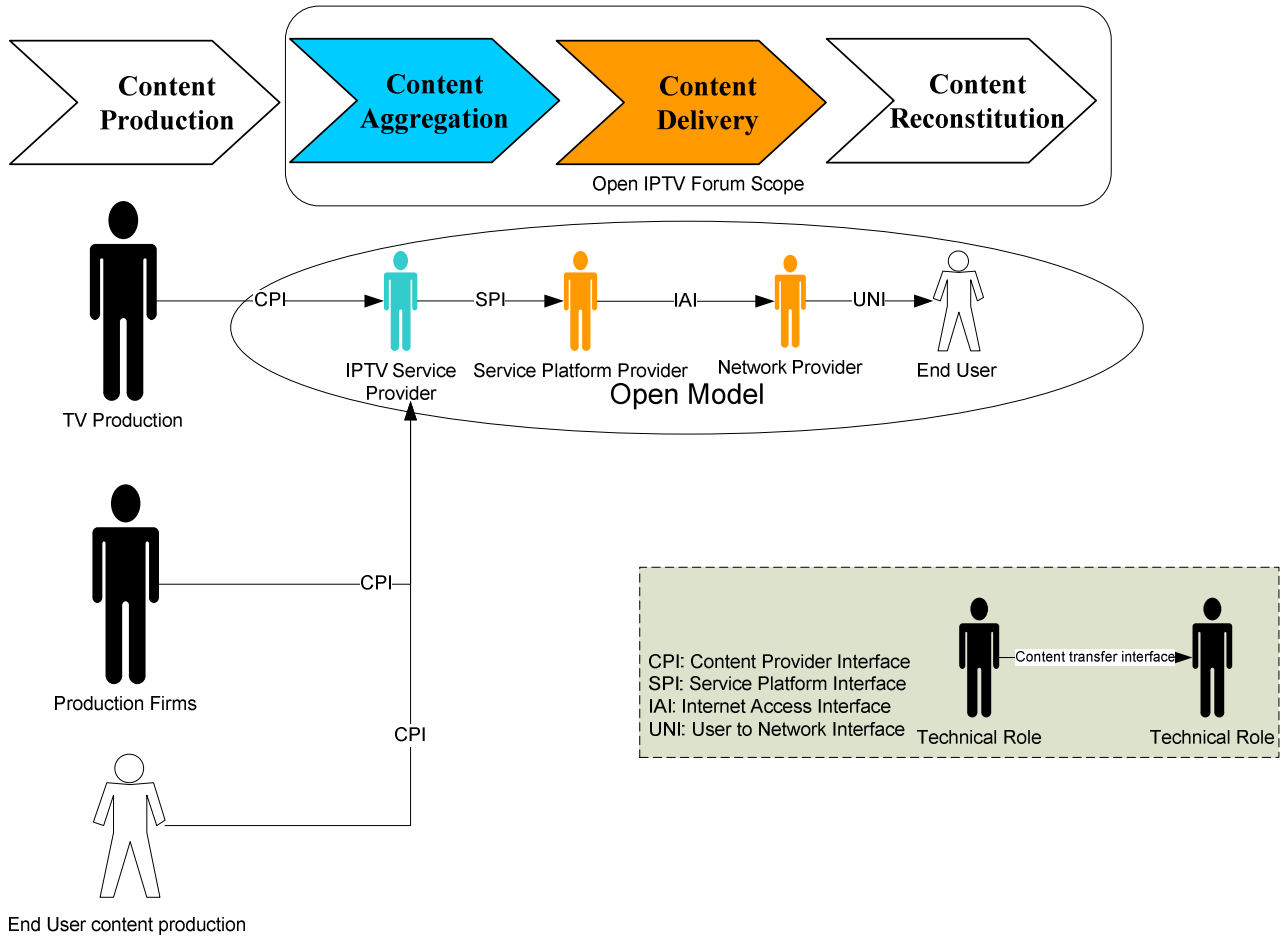 Content
Production
Content
Aggregation
Content
Delivery
Content
Reconstitution
Open IPTV Forum Scope
CPI
SPI
IAI
UNI
IPTV Service
Provider
Service Platform Provider
Network Provider
End User
Open Model
TV Production
CPI
Production Firms
CPI
End User content production
CPI: Content Provider Interface
SPI: Service Platform Interface
IAI: Internet Access Interface
UNI: User to Network Interface
Content transfer interface
Technical Role
Technical Role